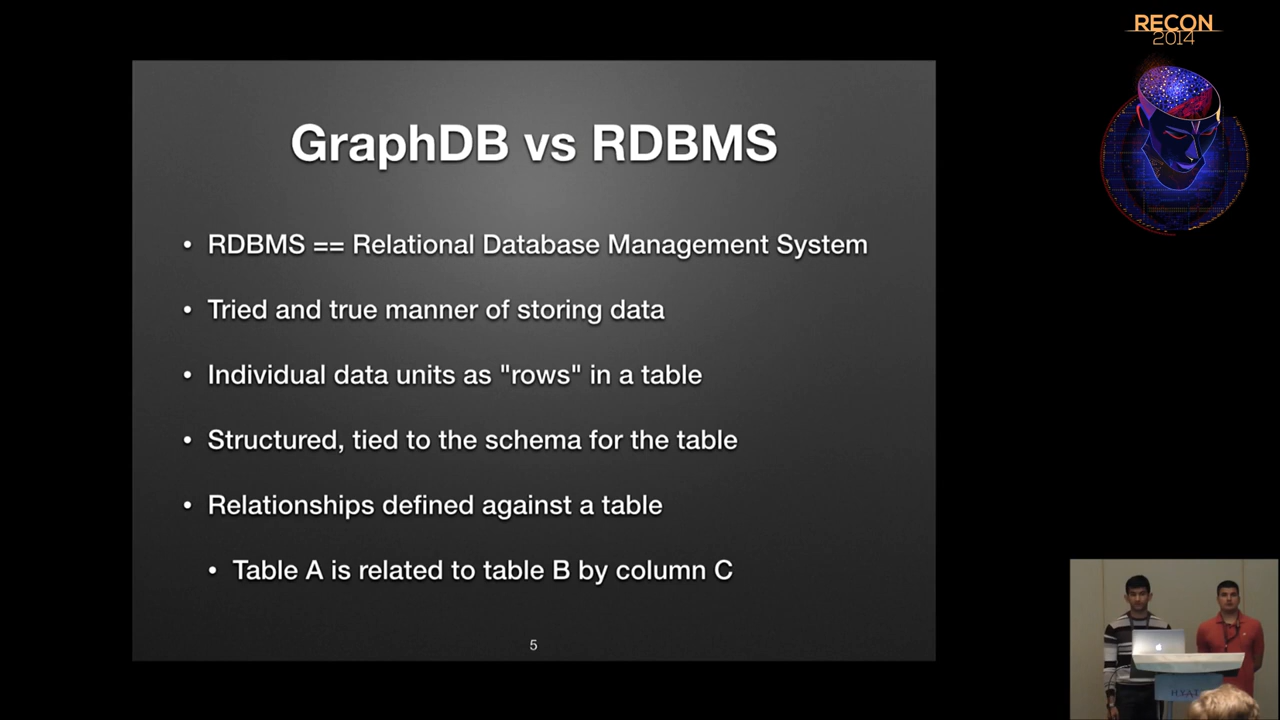 RECON
2014
GraphDB vs RDBMS
• RDBMS == Relational Database Management System
• Tried and true manner of storing data
• Individual data units as "rows" in a table
• Structured, tied to the schema for the table
• Relationships defined against a table
• Table A is related to table B by column C
5